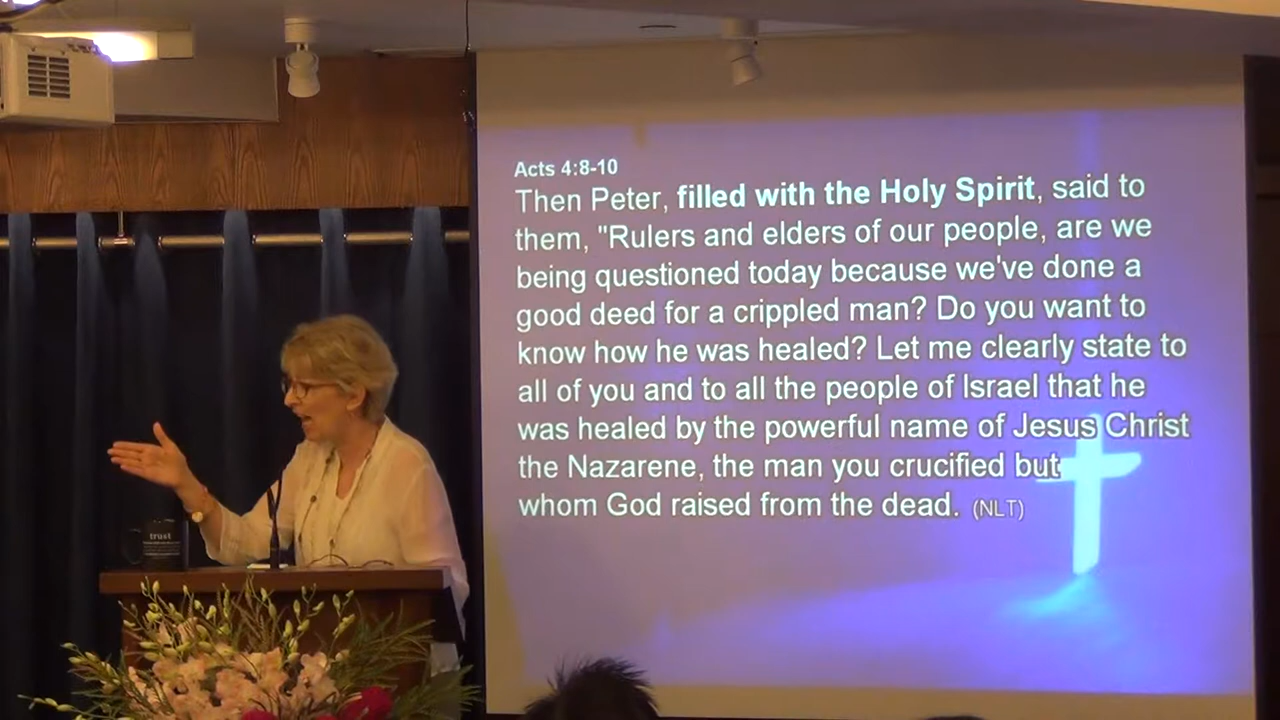 Acts 4:8-10
Then Peter, filled with the Holy Spirit, said to
them, "Rulers and elders of our people, are we
being questioned today because we've done a
good deed for a crippled man? Do you want to
know how he was healed? Let me clearly state to
all of you and to all the people of Israel that he
was healed by the powerful name of Jesus Christ
the Nazarene, the man you crucified but
whom God raised from the dead. (NLT)
trust